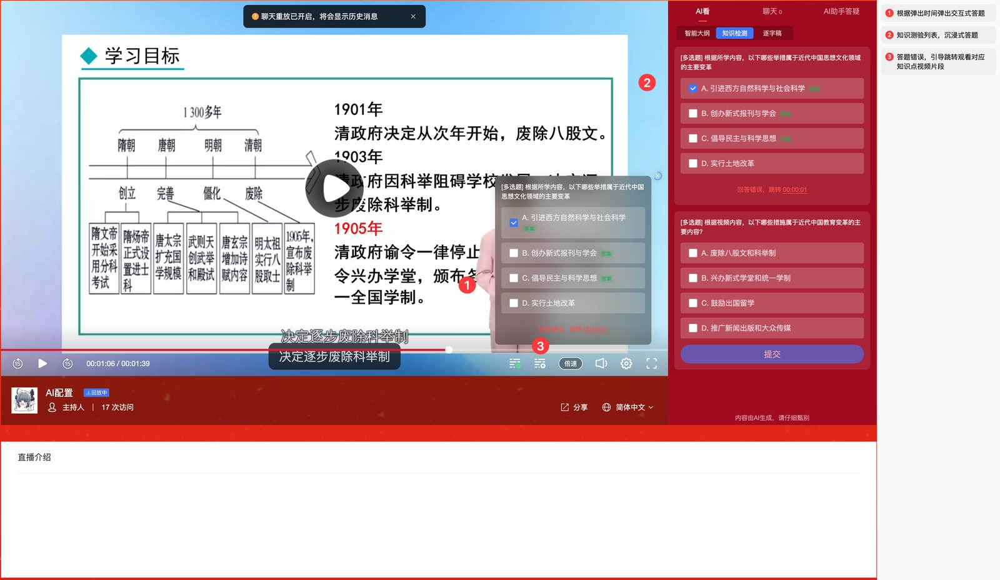 聊天重放已开启，将会显示历史消息
学习目标
1300多年
隋朝
唐朝
明朝
清朝
创立
完善
僵化
废除
隋文帝开始采用分科考试
隋炀帝正式设置进士科
唐太宗扩充国学规模
武则天创武举和殿试
唐玄宗增加诗赋内容
明太祖实行八股取士
1905年，宣布废除科举制
1901年
清政府决定从次年开始，废除八股文。
1903年
清政府因科举阻碍学校发展，决定逐
步废除科举制。
1905年
清政府谕令一律停止
令兴办学堂，颁布
一全国学制。
[多选题] 根据所学内容，以下哪些举措属于近代中国
思想文化领域的主要变革
A. 引进西方自然科学与社会科学
答案
B. 创办新式报刊与学会 答案
C. 倡导民主与科学思想 答案
D. 实行土地改革
回答错误，跳转 00:00:01
1
2
3
决定逐步废除科举制
决定逐步废除科举制
15
15
00:01:06 / 00:01:39
倍速
AI配置
回放中
主持人 | 17 次访问
分享
简体中文
直播介绍
AI看
聊天 0
AI助手答疑
智能大纲
知识检测
逐字稿
[多选题] 根据所学内容，以下哪些举措属于近代中国思想文化领域
的主要变革
A. 引进西方自然科学与社会科学 答案
B. 创办新式报刊与学会 答案
C. 倡导民主与科学思想 答案
D. 实行土地改革
回答错误，跳转 00:00:01
[多选题] 根据视频内容，以下哪些措施属于近代中国教育变革的主
要内容?
A. 废除八股文和科举制
B. 兴办新式学堂和统一学制
C. 鼓励出国留学
D. 推广新闻出版和大众传媒
提交
内容由AI生成，请仔细甄别
1 根据弹出时间弹出交互式答题
2 知识测验列表，沉浸式答题
3 答题错误，引导跳转观看对应
知识点视频片段